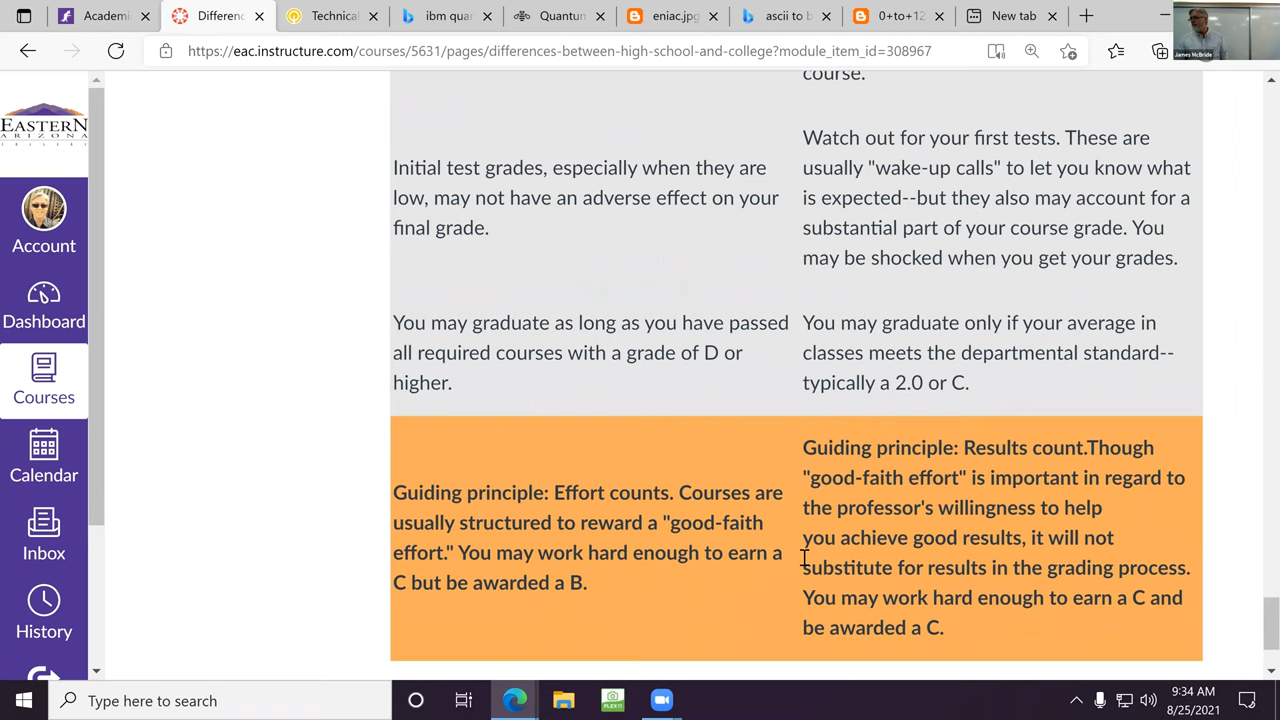 Academi
Differenc
Technical
ibm quan
Quantum
eniac.jpg
ascii to b
0+to+12
New tab
https://eac.instructure.com/courses/5631/pages/differences-between-high-school-and-college?module_item_id=308967
James McBride
EASTERN
ARIZONA
Account
Dashboard
Courses
Calendar
Inbox
History
course.
Initial test grades, especially when they are
low, may not have an adverse effect on your
final grade.
Watch out for your first tests. These are
usually "wake-up calls" to let you know what
is expected--but they also may account for a
substantial part of your course grade. You
may be shocked when you get your grades.
You may graduate as long as you have passed
all required courses with a grade of D or
higher.
You may graduate only if your average in
classes meets the departmental standard--
typically a 2.0 or C.
Guiding principle: Effort counts. Courses are
usually structured to reward a "good-faith
effort." You may work hard enough to earn a
C but be awarded a B.
Guiding principle: Results count.Though
"good-faith effort" is important in regard to
the professor's willingness to help
you achieve good results, it will not
substitute for results in the grading process.
You may work hard enough to earn a C and
be awarded a C.
Type here to search
FLEX11
9:34 AM
8/25/2021